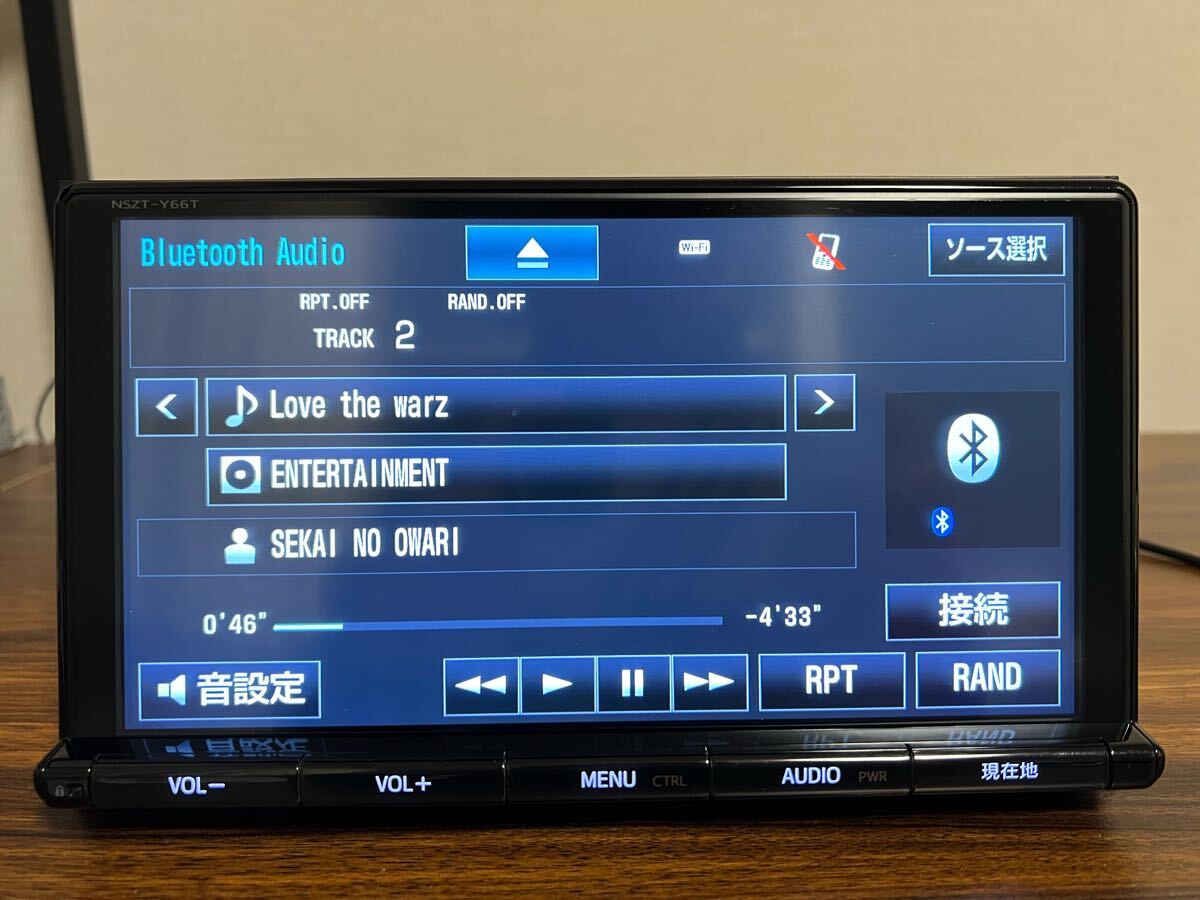 NSZT-Y66T
Bluetooth Audio
Wi-Fi
ソース選択
RPT.OFF RAND.OFF
TRACK 2
Love the warz
ENTERTAINMENT
SEKAI NO OWARI
0'46" -4'33"
接続
音設定
RPT
RAND
VOL− VOL+ MENU CTRL AUDIO PWR 現在地